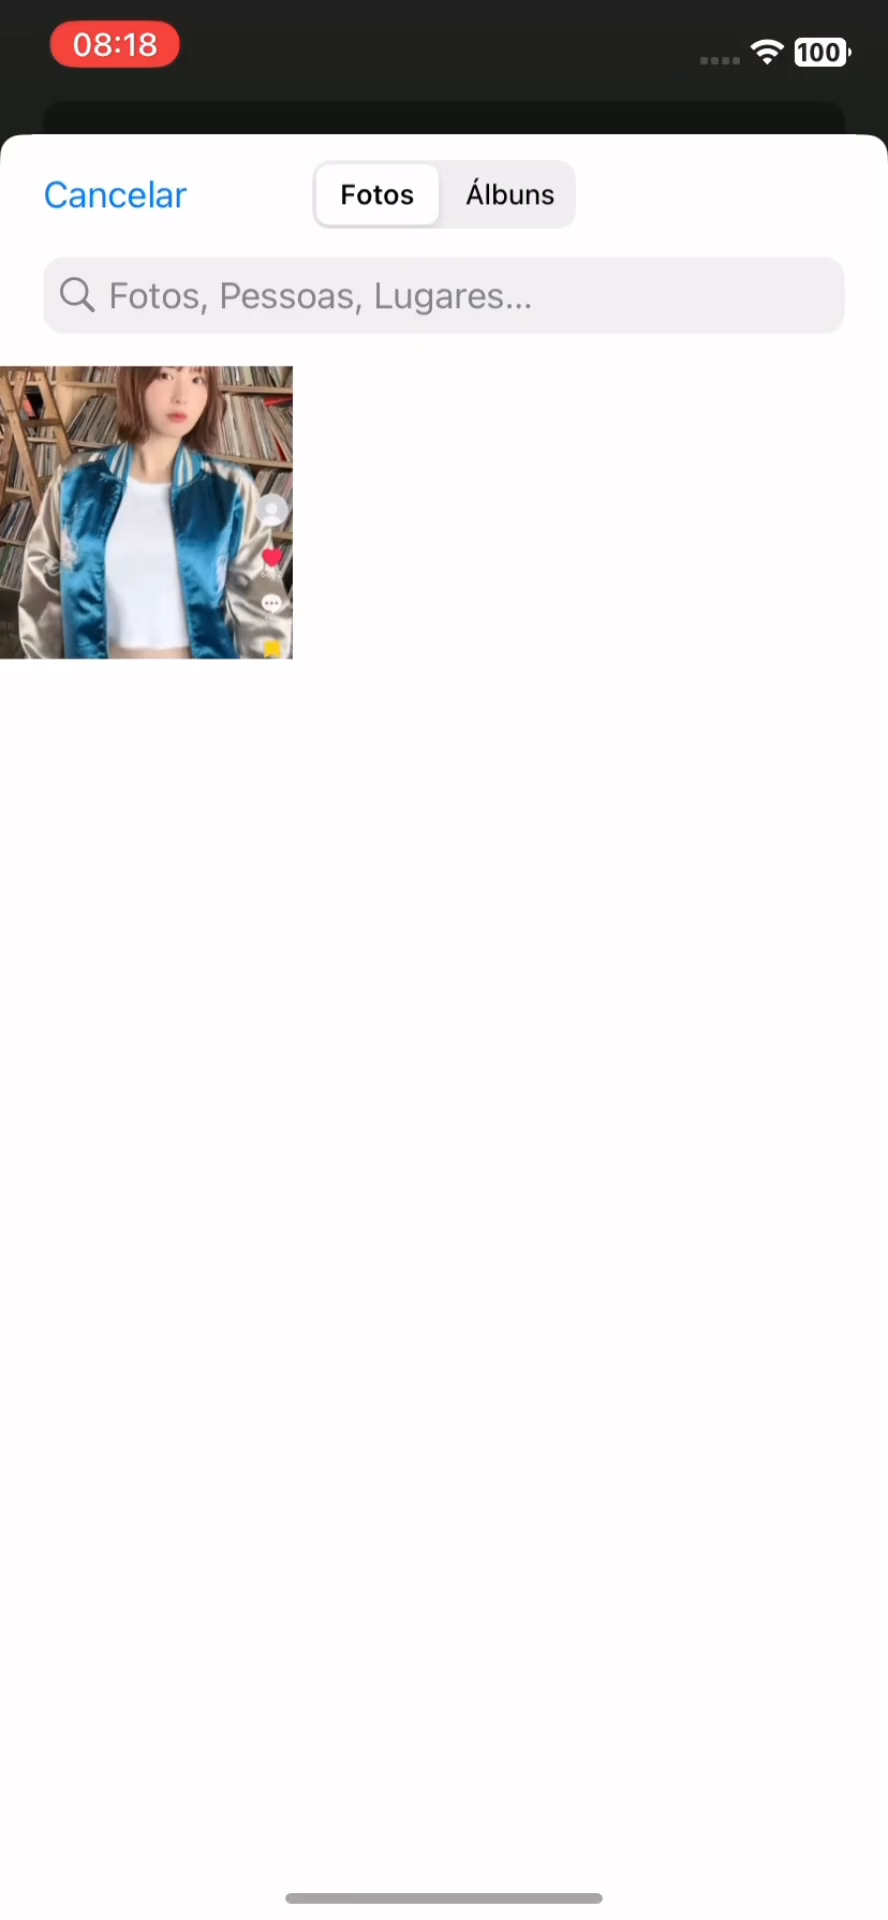 08:18
100
Cancelar
Fotos
Álbuns
Fotos, Pessoas, Lugares...